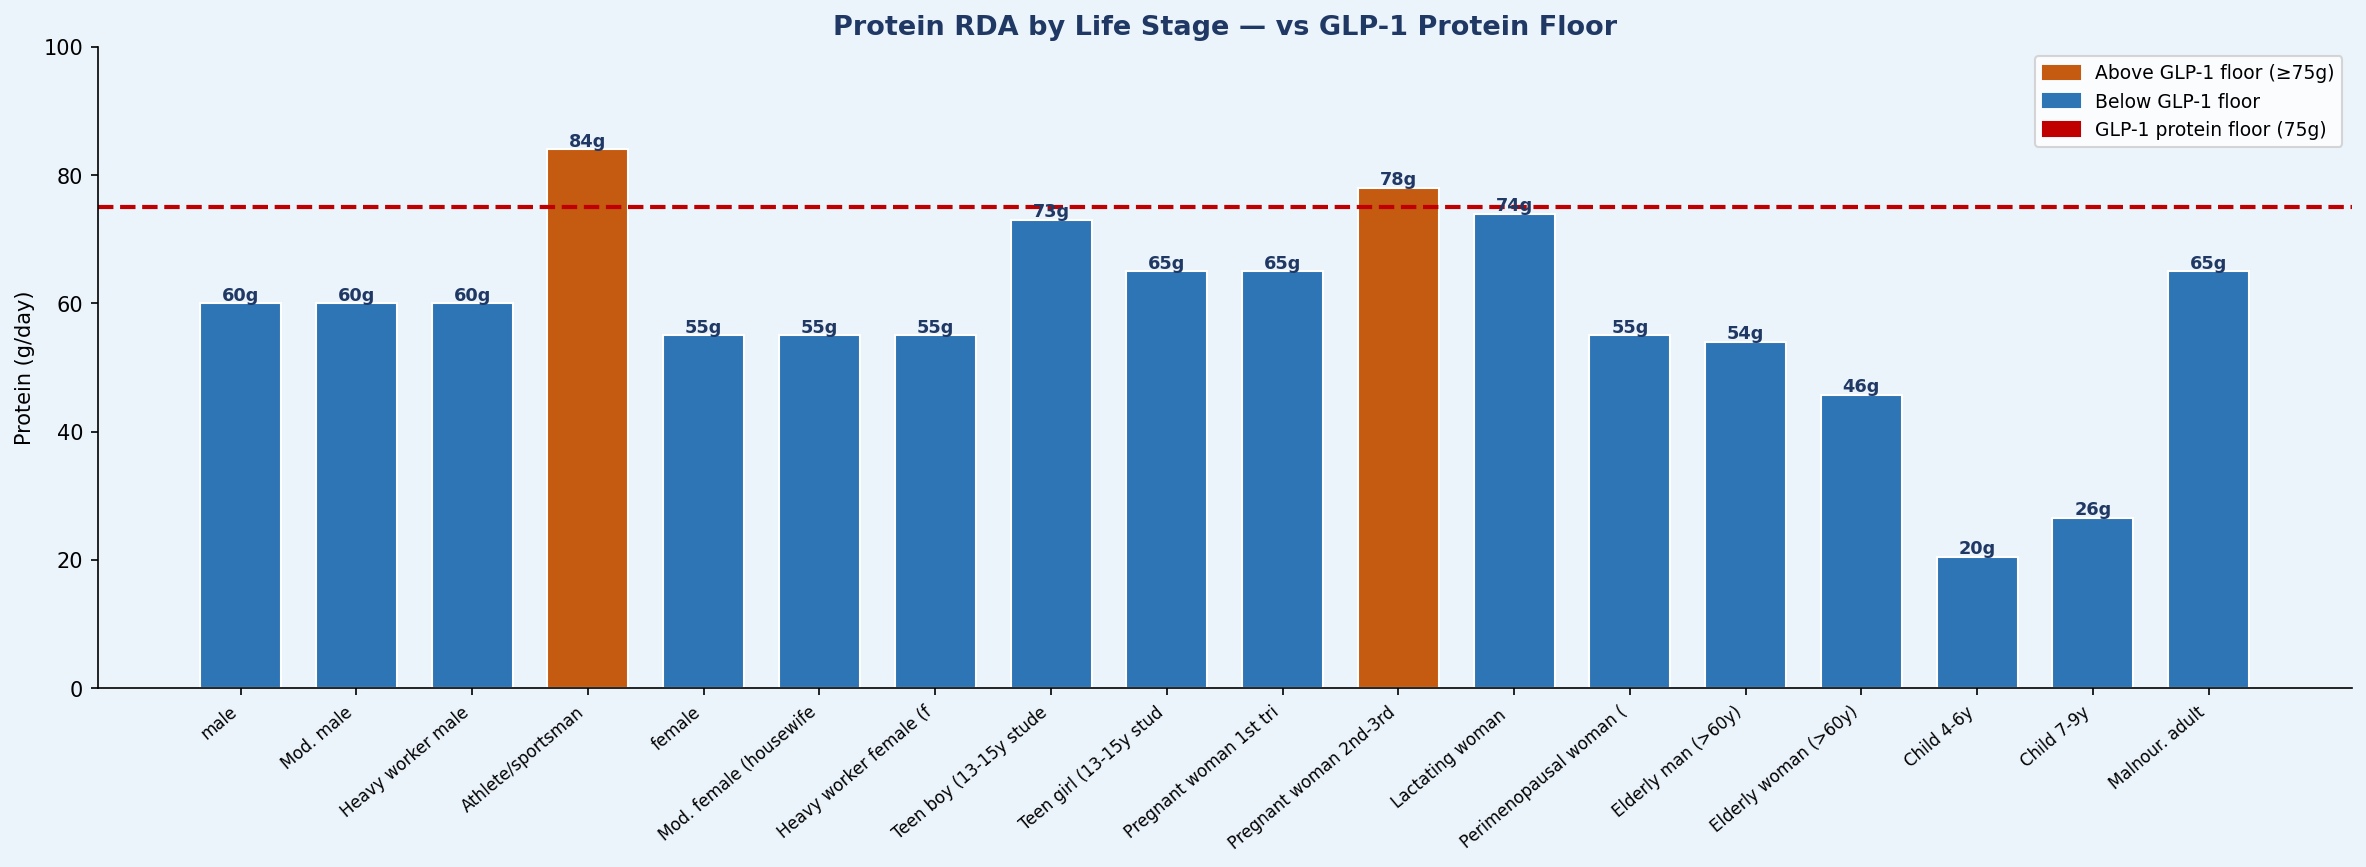 Protein RDA by Life Stage — vs GLP-1 Protein Floor
Protein (g/day)
100
80
60
40
20
0
Above GLP-1 floor (≥75g)
Below GLP-1 floor
GLP-1 protein floor (75g)
60g
60g
60g
84g
55g
55g
55g
73g
65g
65g
78g
74g
55g
54g
46g
20g
26g
65g
male
Mod. male
Heavy worker male
Athlete/sportsman
female
Mod. female (housewife
Heavy worker female (f
Teen boy (13-15y stude
Teen girl (13-15y stud
Pregnant woman 1st tri
Pregnant woman 2nd-3rd
Lactating woman
Perimenopausal woman (
Elderly man (>60y)
Elderly woman (>60y)
Child 4-6y
Child 7-9y
Malnour. adult